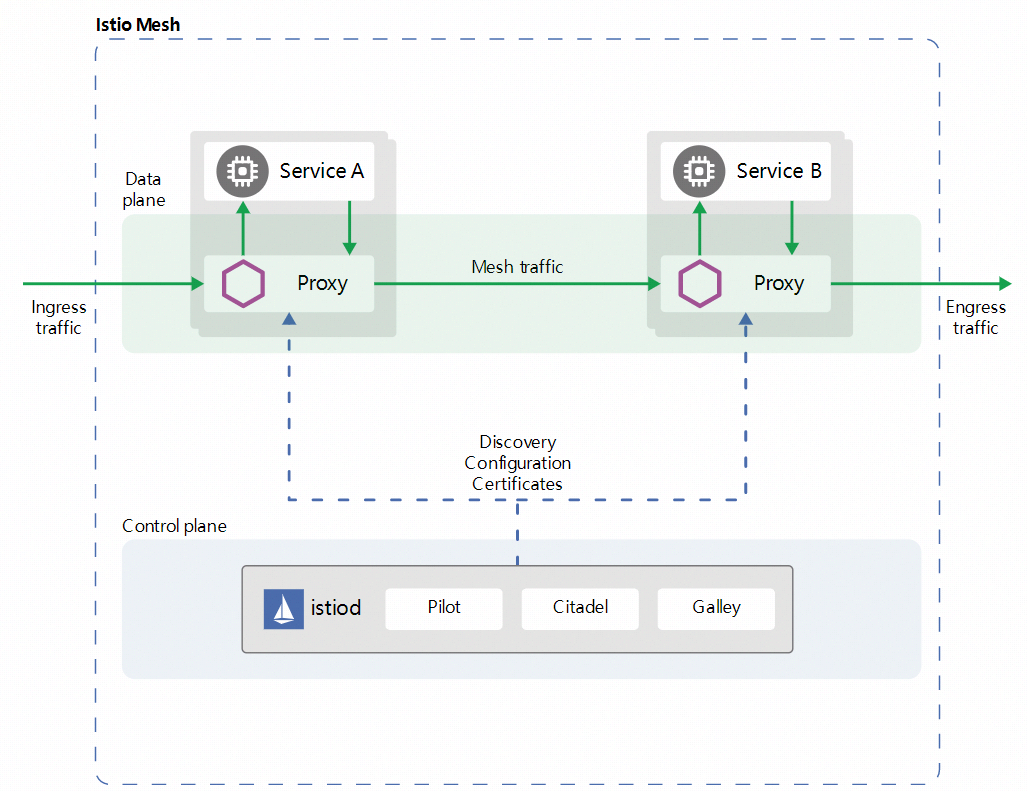 Istio Mesh
Service A
Service B
Data
plane
Mesh traffic
Proxy
Proxy
Ingress
traffic
Engress
traffic
Discovery
Configuration
Certificates
Control plane
istiod
Pilot
Citadel
Galley